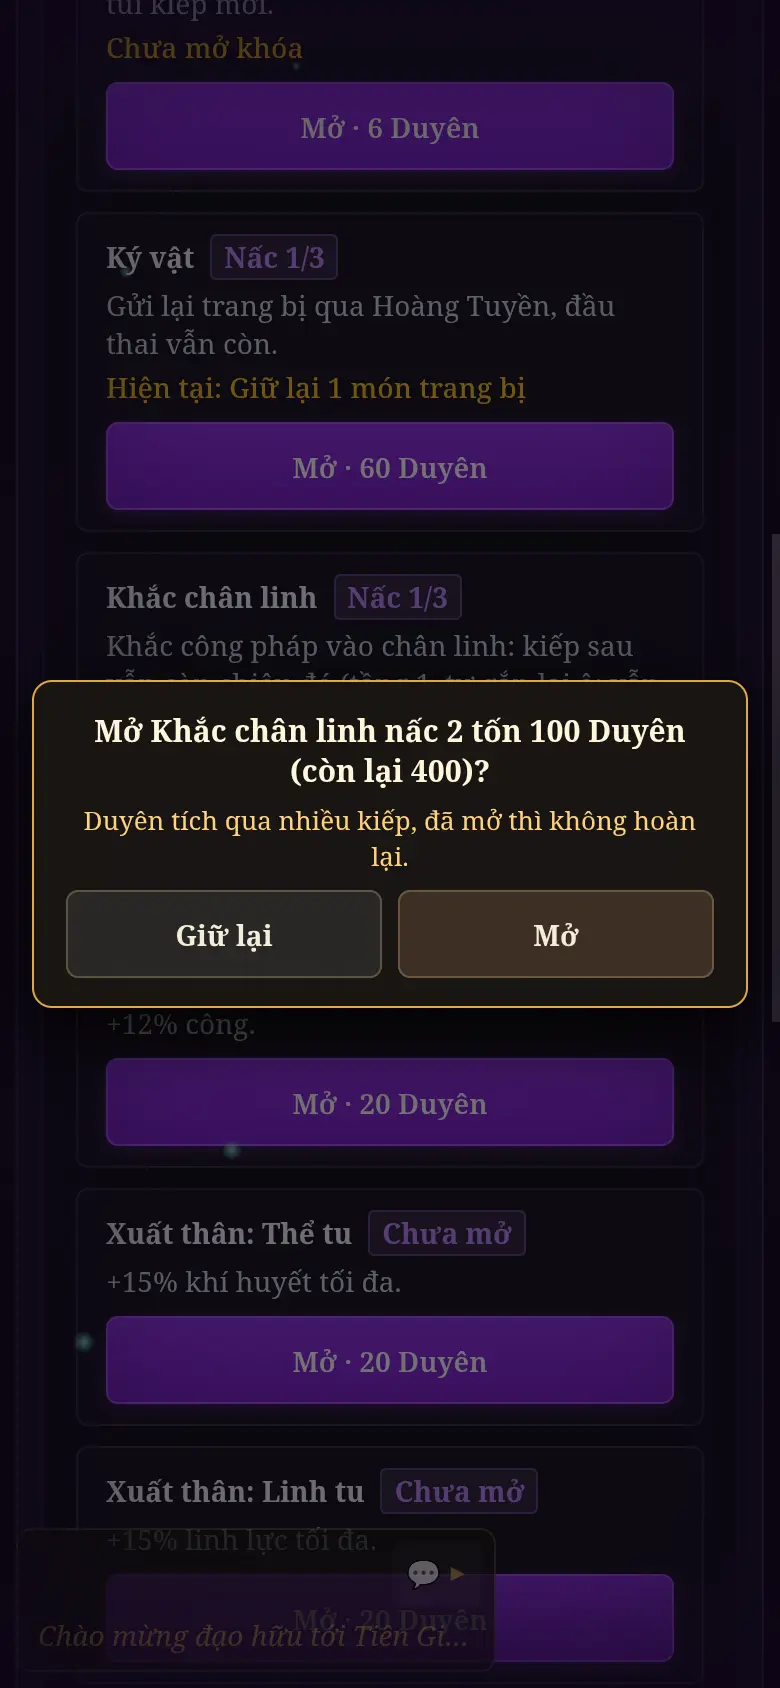 túi kiếp mới.
Chưa mở khóa
Mở · 6 Duyên
Ký vật Nấc 1/3
Gửi lại trang bị qua Hoàng Tuyền, đầu
thai vẫn còn.
Hiện tại: Giữ lại 1 món trang bị
Mở · 60 Duyên
Khắc chân linh Nấc 1/3
Khắc công pháp vào chân linh: kiếp sau
Mở Khắc chân linh nấc 2 tốn 100 Duyên
(còn lại 400)?
Duyên tích qua nhiều kiếp, đã mở thì không hoàn
lại.
Giữ lại Mở
+12% công.
Mở · 20 Duyên
Xuất thân: Thể tu Chưa mở
+15% khí huyết tối đa.
Mở · 20 Duyên
Xuất thân: Linh tu Chưa mở
+15% linh lực tối đa.
Mở · 20 Duyên
Chào mừng đạo hữu tới Tiên Gi...